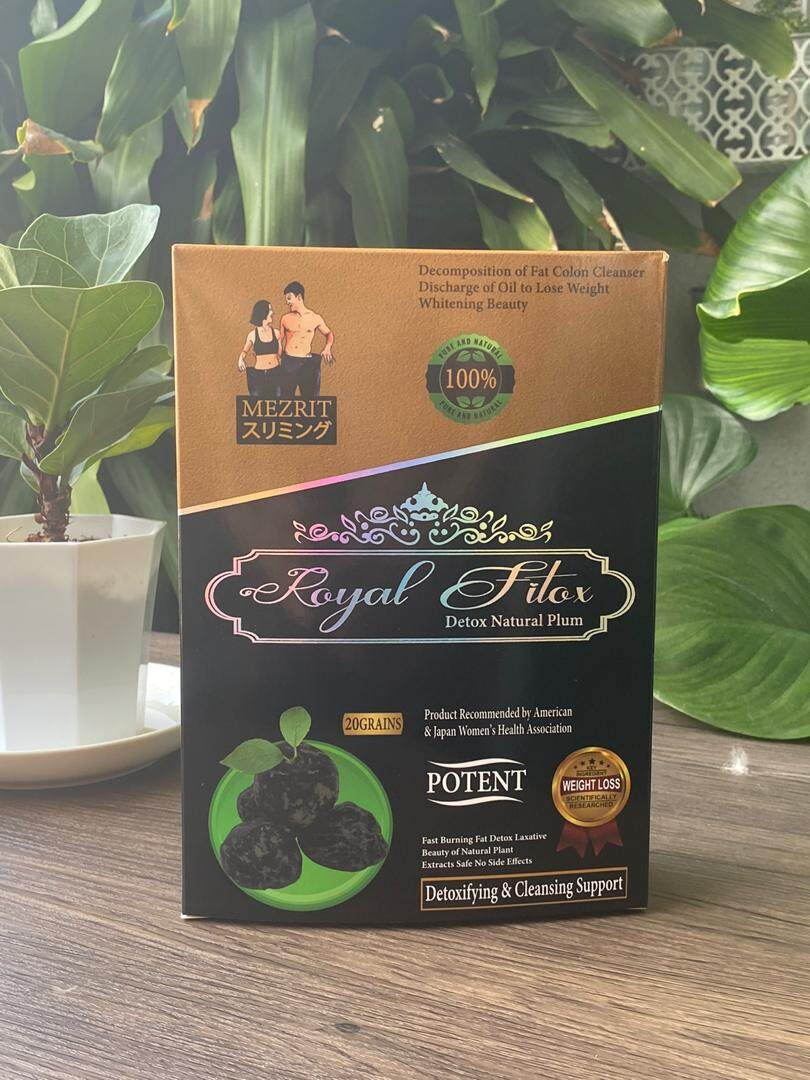 Decomposition of Fat Colon Cleanser
Discharge of Oil to Lose Weight
Whitening Beauty
PURE AND NATURAL
100%
PURE AND NATURAL
MEZRIT
スリミング
Royal Fitox
Detox Natural Plum
20GRAINS
Product Recommended by American
& Japan Women's Health Association
POTENT
KEY
INGREDIENT
WEIGHT LOSS
SCIENTIFICALLY
RESEARCHED
Fast Burning Fat Detox Laxative
Beauty of Natural Plant
Extracts Safe No Side Effects
Detoxifying & Cleansing Support